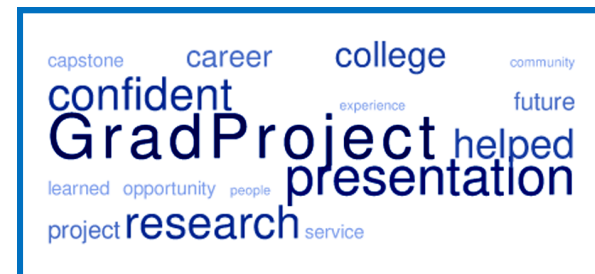 capstone career college community
confident experience future
GradProject helped
learned opportunity people presentation
project research service